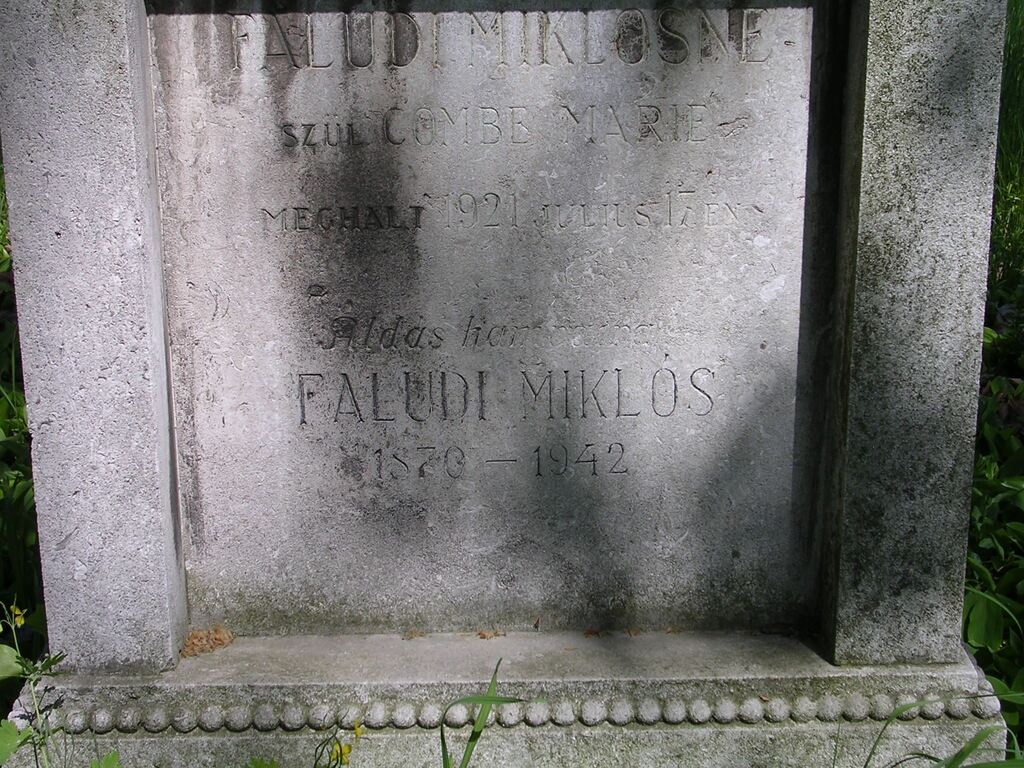 FALUDI MIKLÓSNÉ
SZÜL COMBE MARIE
MEGHALT 1921 JULIUS 17 ÉN
Áldás
FALUDI MIKLÓS
1870 — 1942